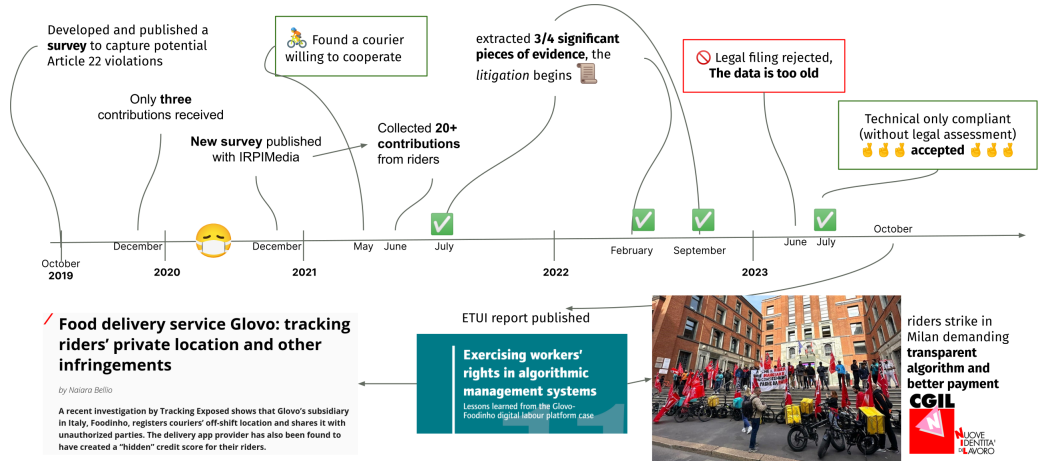 Developed and published a
survey to capture potential
Article 22 violations
Only three
contributions received
New survey published
with IRPIMedia
Found a courier
willing to cooperate
Collected 20+
contributions
from riders
extracted 3/4 significant
pieces of evidence, the
litigation begins
Legal filing rejected,
The data is too old
Technical only compliant
(without legal assessment)
accepted
October
2019
December
2020
December
2021
May
June
July
2022
February
September
2023
June
July
October
Food delivery service Glovo: tracking
riders’ private location and other
infringements
by Naiara Bellio
A recent investigation by Tracking Exposed shows that Glovo’s subsidiary
in Italy, Foodinho, registers couriers’ off-shift location and shares it with
unauthorized parties. The delivery app provider has also been found to
have created a “hidden” credit score for their riders.
ETUI report published
Exercising workers’
rights in algorithmic
management systems
Lessons learned from the Glovo-
Foodinho digital labour platform case
riders strike in
Milan demanding
transparent
algorithm and
better payment
CGIL
NUOVE
IDENTITA’
DI LAVORO